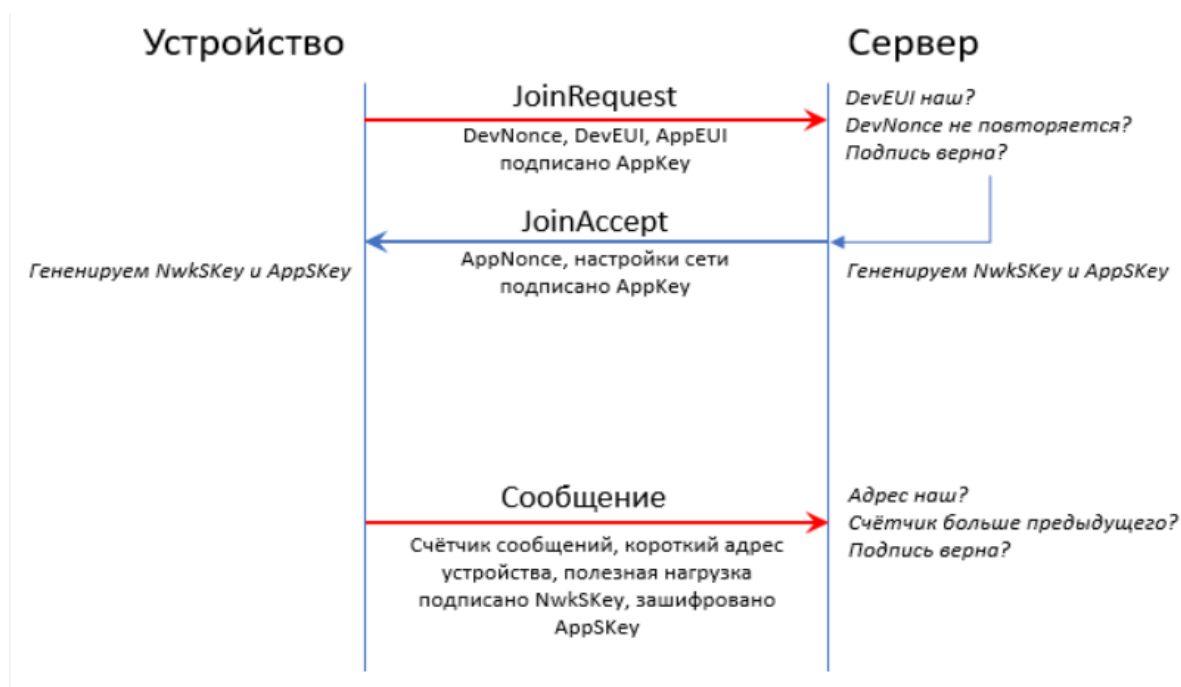 Устройство
Сервер
JoinRequest
DevNonce, DevEUI, AppEUI
подписано AppKey
DevEUI наш?
DevNonce не повторяется?
Подпись верна?
JoinAccept
AppNonce, настройки сети
подписано AppKey
Гененируем NwkSKey и AppSKey
Гененируем NwkSKey и AppSKey
Сообщение
Счётчик сообщений, короткий адрес
устройства, полезная нагрузка
подписано NwkSKey, зашифровано
AppSKey
Адрес наш?
Счётчик больше предыдущего?
Подпись верна?